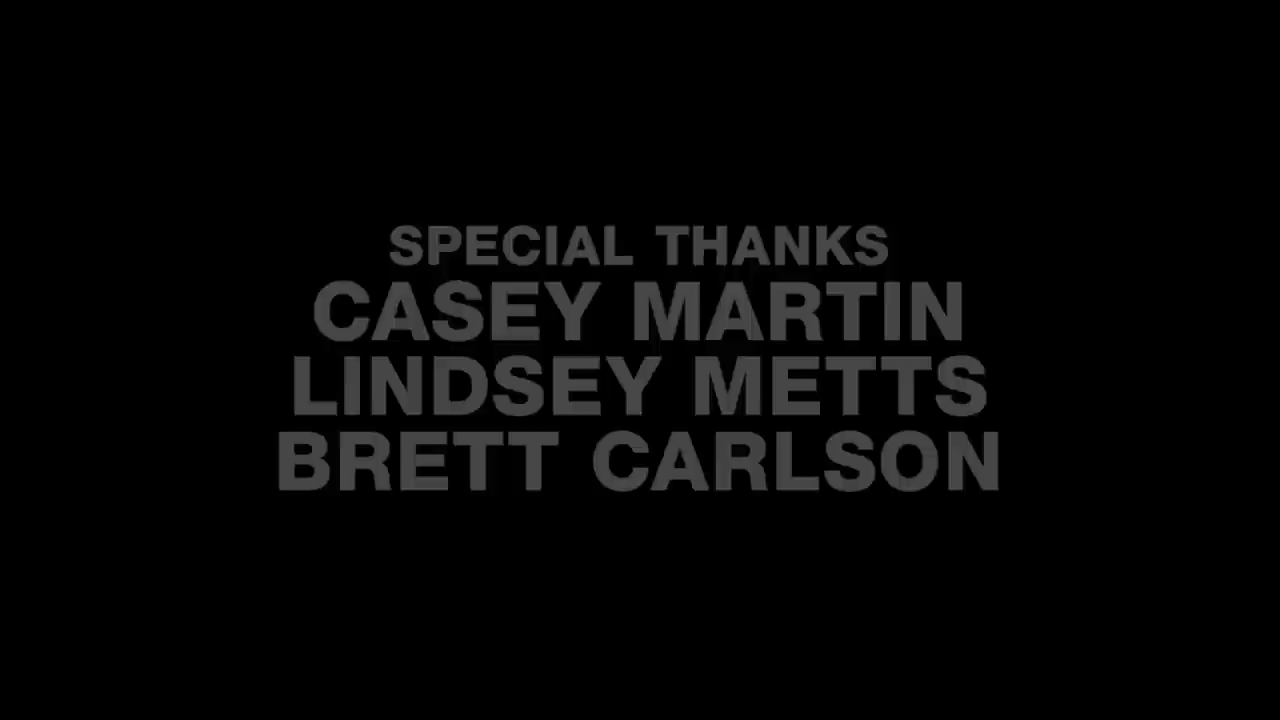 SPECIAL THANKS
CASEY MARTIN
LINDSEY METTS
BRETT CARLSON